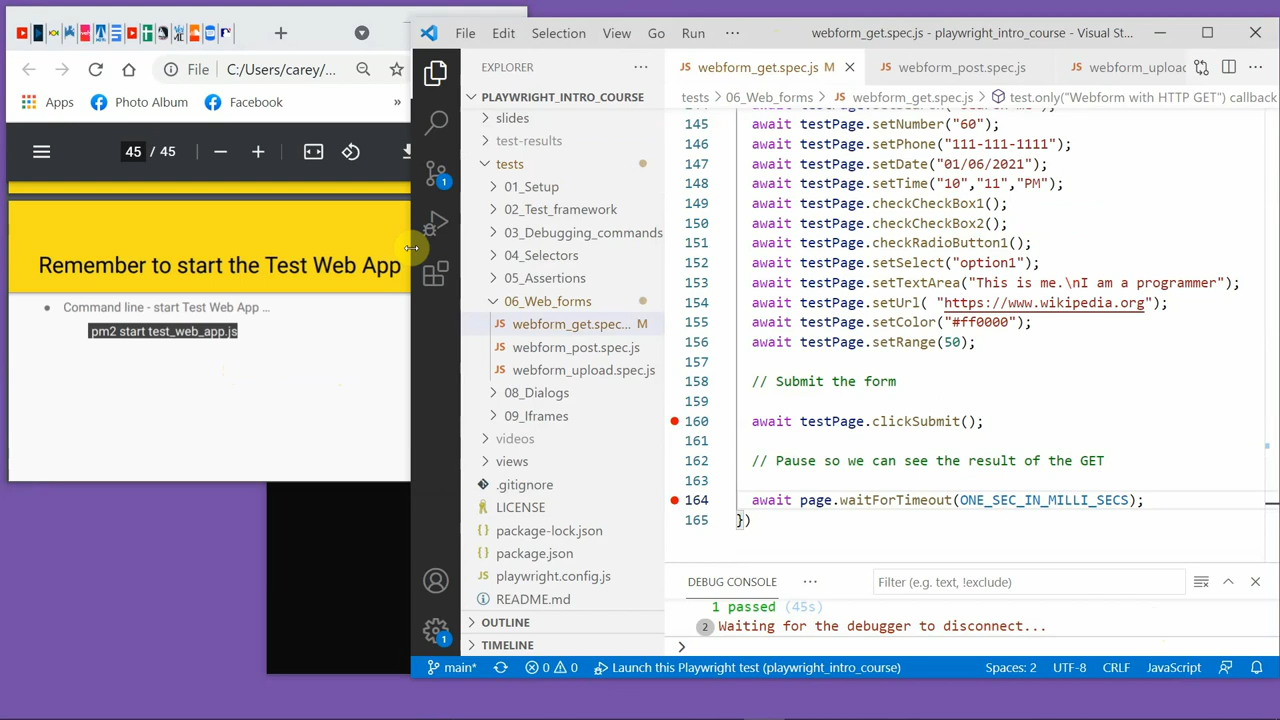 File C:/Users/carey/...
Apps Photo Album Facebook »
45 / 45
Remember to start the Test Web App
Command line - start Test Web App ...
pm2 start test_web_app.js
File Edit Selection View Go Run ... webform_get.spec.js - playwright_intro_course - Visual St...
EXPLORER ...
PLAYWRIGHT_INTRO_COURSE
slides
test-results
tests
01_Setup
02_Test_framework
03_Debugging_commands
04_Selectors
05_Assertions
06_Web_forms
JS webform_get.spec... M
JS webform_post.spec.js
JS webform_upload.spec.js
08_Dialogs
09_Iframes
videos
views
.gitignore
LICENSE
{} package-lock.json
{} package.json
JS playwright.config.js
README.md
OUTLINE
TIMELINE
1
1
JS webform_get.spec.js M JS webform_post.spec.js JS webform_upload
tests > 06_Web_forms > JS webform_get.spec.js > test.only("Webform with HTTP GET") callback
145 await testPage.setNumber("60");
146 await testPage.setPhone("111-111-1111");
147 await testPage.setDate("01/06/2021");
148 await testPage.setTime("10","11","PM");
149 await testPage.checkCheckBox1();
150 await testPage.checkCheckBox2();
151 await testPage.checkRadioButton1();
152 await testPage.setSelect("option1");
153 await testPage.setTextArea("This is me.\nI am a programmer");
154 await testPage.setUrl( "https://www.wikipedia.org");
155 await testPage.setColor("#ff0000");
156 await testPage.setRange(50);
157
158 // Submit the form
159
160 await testPage.clickSubmit();
161
162 // Pause so we can see the result of the GET
163
164 await page.waitForTimeout(ONE_SEC_IN_MILLI_SECS);
165 })
DEBUG CONSOLE ... Filter (e.g. text, !exclude)
1 passed (45s)
2 Waiting for the debugger to disconnect...
main* 0 0 Launch this Playwright test (playwright_intro_course) Spaces: 2 UTF-8 CRLF JavaScript